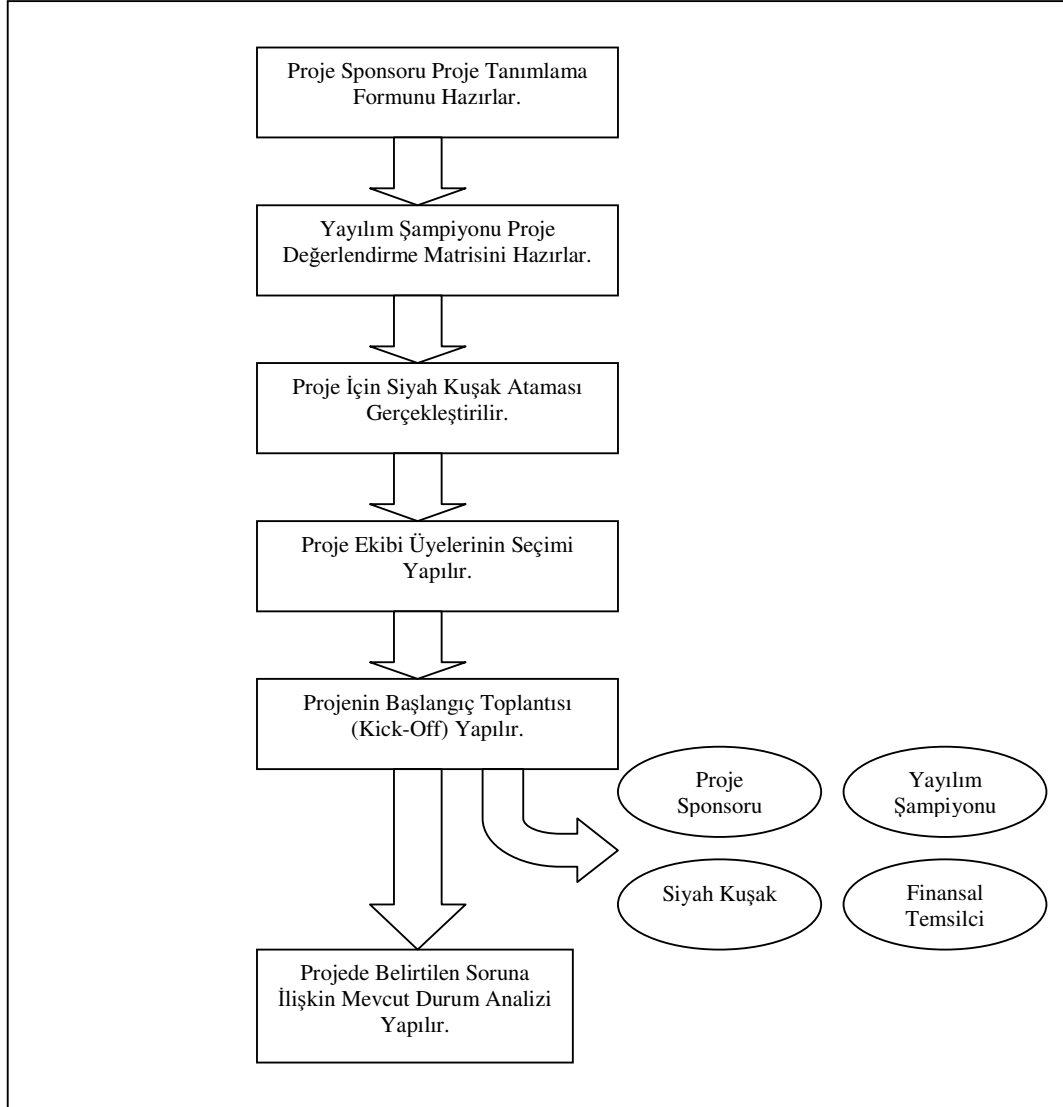 Proje Sponsoru Proje Tanımlama
Formunu Hazırlar.
Yayılım Şampiyonu Proje
Değerlendirme Matrisini Hazırlar.
Proje İçin Siyah Kuşak Ataması
Gerçekleştirilir.
Proje Ekibi Üyelerinin Seçimi
Yapılır.
Projenin Başlangıç Toplantısı
(Kick-Off) Yapılır.
Proje
Sponsoru
Yayılım
Şampiyonu
Siyah Kuşak
Finansal
Temsilci
Projede Belirtilen Soruna
İlişkin Mevcut Durum Analizi
Yapılır.